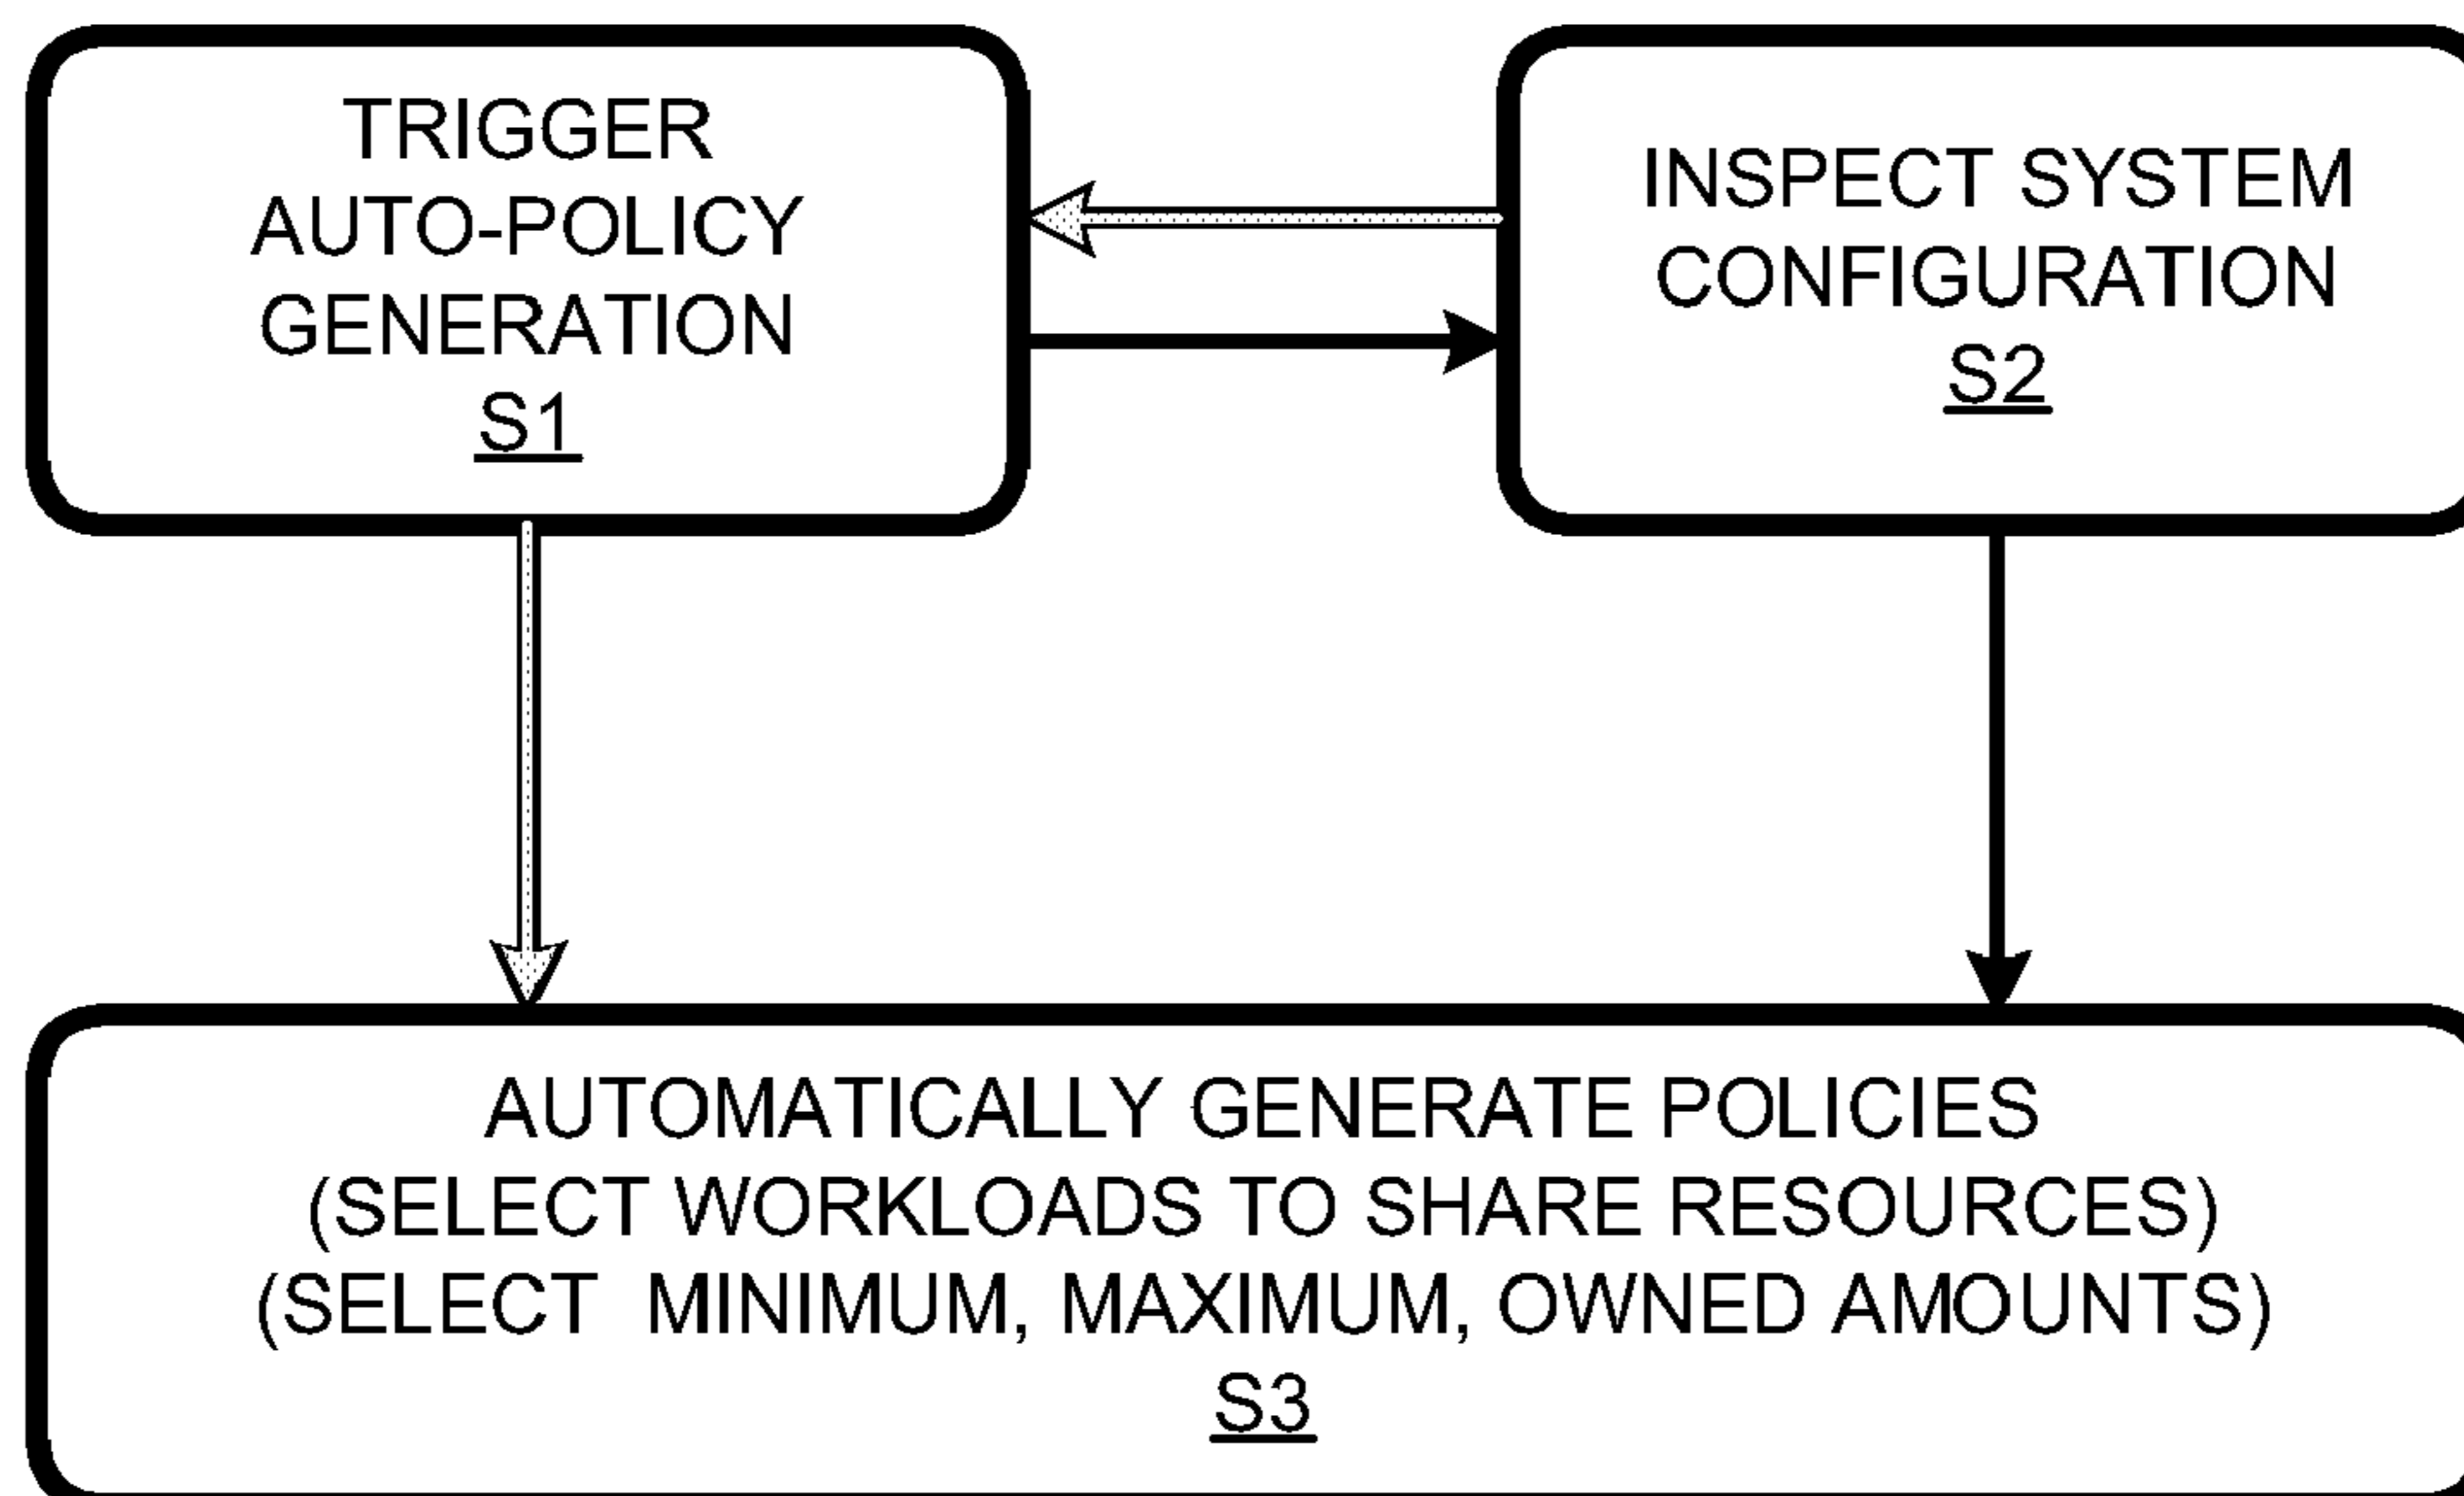 TRIGGER
AUTO-POLICY
GENERATION
S1
INSPECT SYSTEM
CONFIGURATION
S2
AUTOMATICALLY GENERATE POLICIES
(SELECT WORKLOADS TO SHARE RESOURCES)
(SELECT MINIMUM, MAXIMUM, OWNED AMOUNTS)
S3